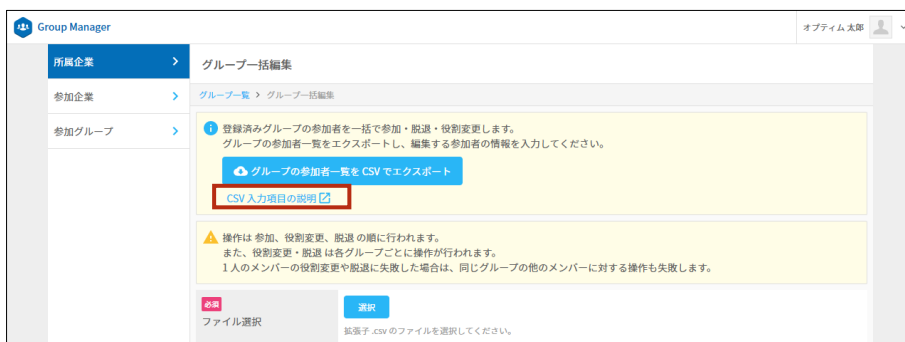 Group Manager
オプティム 太郎
所属企業
参加企業
参加グループ
グループ一括編集
グループ一覧 > グループ一括編集
登録済みグループの参加者を一括で参加・脱退・役割変更します。
グループの参加者一覧をエクスポートし、編集する参加者の情報を入力してください。
グループの参加者一覧を CSV でエクスポート
CSV 入力項目の説明
操作は 参加、役割変更、脱退 の順に行われます。
また、役割変更・脱退 は各グループごとに操作が行われます。
1 人のメンバーの役割変更や脱退に失敗した場合は、同じグループの他のメンバーに対する操作も失敗します。
必須
ファイル選択
選択
拡張子 .csv のファイルを選択してください。